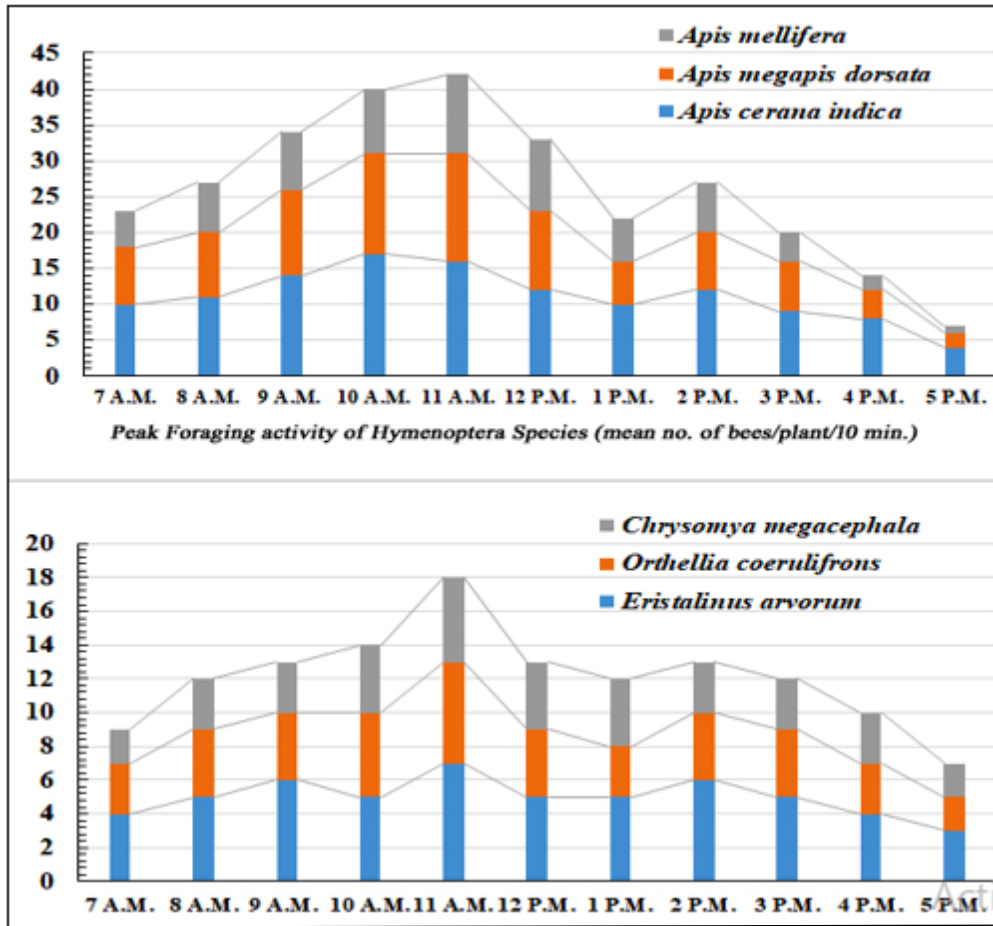 Apis mellifera
Apis megapis dorsata
Apis cerana indica
45
40
35
30
25
20
15
10
5
0
7 A.M. 8 A.M. 9 A.M. 10 A.M. 11 A.M. 12 P.M. 1 P.M. 2 P.M. 3 P.M. 4 P.M. 5 P.M.
Peak Foraging activity of Hymenoptera Species (mean no. of bees/plant/10 min.)
Chrysomya megacephala
Orthellia coerulifrons
Eristalinus arvorum
20
18
16
14
12
10
8
6
4
2
0
7 A.M. 8 A.M. 9 A.M. 10 A.M. 11 A.M. 12 P.M. 1 P.M. 2 P.M. 3 P.M. 4 P.M. 5 P.M.